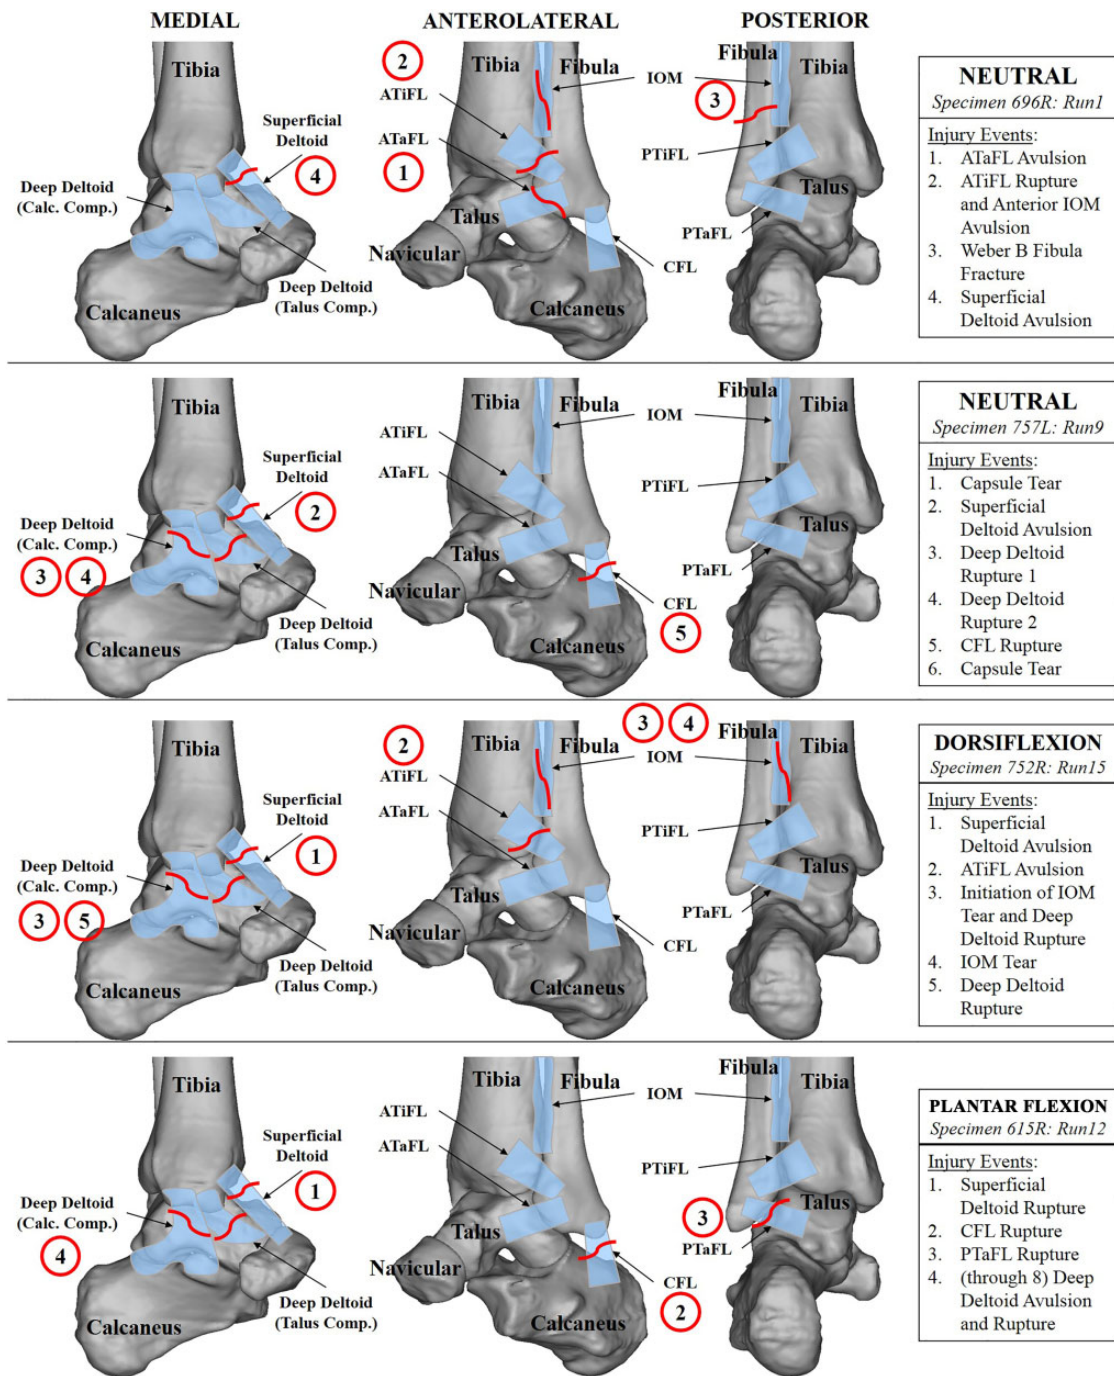 MEDIAL
ANTEROLATERAL
POSTERIOR
Tibia
Superficial
Deltoid
4
Deep Deltoid
(Calc. Comp.)
Deep Deltoid
(Talus Comp.)
Calcaneus
2
Tibia
Fibula
IOM
ATiFL
ATaFL
1
Talus
Navicular
CFL
Calcaneus
Fibula
Tibia
3
PTiFL
Talus
PTaFL
NEUTRAL
Specimen 696R: Run1
Injury Events:
1. ATaFL Avulsion
2. ATiFL Rupture
and Anterior IOM
Avulsion
3. Weber B Fibula
Fracture
4. Superficial
Deltoid Avulsion
Tibia
Superficial
Deltoid
2
Deep Deltoid
(Calc. Comp.)
3 4
Deep Deltoid
(Talus Comp.)
Calcaneus
Tibia
Fibula
IOM
ATiFL
ATaFL
Talus
Navicular
CFL
5
Calcaneus
Fibula
Tibia
PTiFL
Talus
PTaFL
NEUTRAL
Specimen 757L: Run9
Injury Events:
1. Capsule Tear
2. Superficial
Deltoid Avulsion
3. Deep Deltoid
Rupture 1
4. Deep Deltoid
Rupture 2
5. CFL Rupture
6. Capsule Tear
Tibia
Superficial
Deltoid
1
Deep Deltoid
(Calc. Comp.)
3 5
Deep Deltoid
(Talus Comp.)
Calcaneus
2
Tibia
Fibula
3 4
IOM
ATiFL
ATaFL
Talus
Navicular
CFL
Calcaneus
Fibula
Tibia
PTiFL
Talus
PTaFL
DORSIFLEXION
Specimen 752R: Run15
Injury Events:
1. Superficial
Deltoid Avulsion
2. ATiFL Avulsion
3. Initiation of IOM
Tear and Deep
Deltoid Rupture
4. IOM Tear
5. Deep Deltoid
Rupture
Tibia
Superficial
Deltoid
1
Deep Deltoid
(Calc. Comp.)
4
Deep Deltoid
(Talus Comp.)
Calcaneus
Tibia
Fibula
IOM
ATiFL
ATaFL
Talus
Navicular
CFL
2
Calcaneus
Fibula
Tibia
PTiFL
3
Talus
PTaFL
PLANTAR FLEXION
Specimen 615R: Run12
Injury Events:
1. Superficial
Deltoid Rupture
2. CFL Rupture
3. PTaFL Rupture
4. (through 8) Deep
Deltoid Avulsion
and Rupture